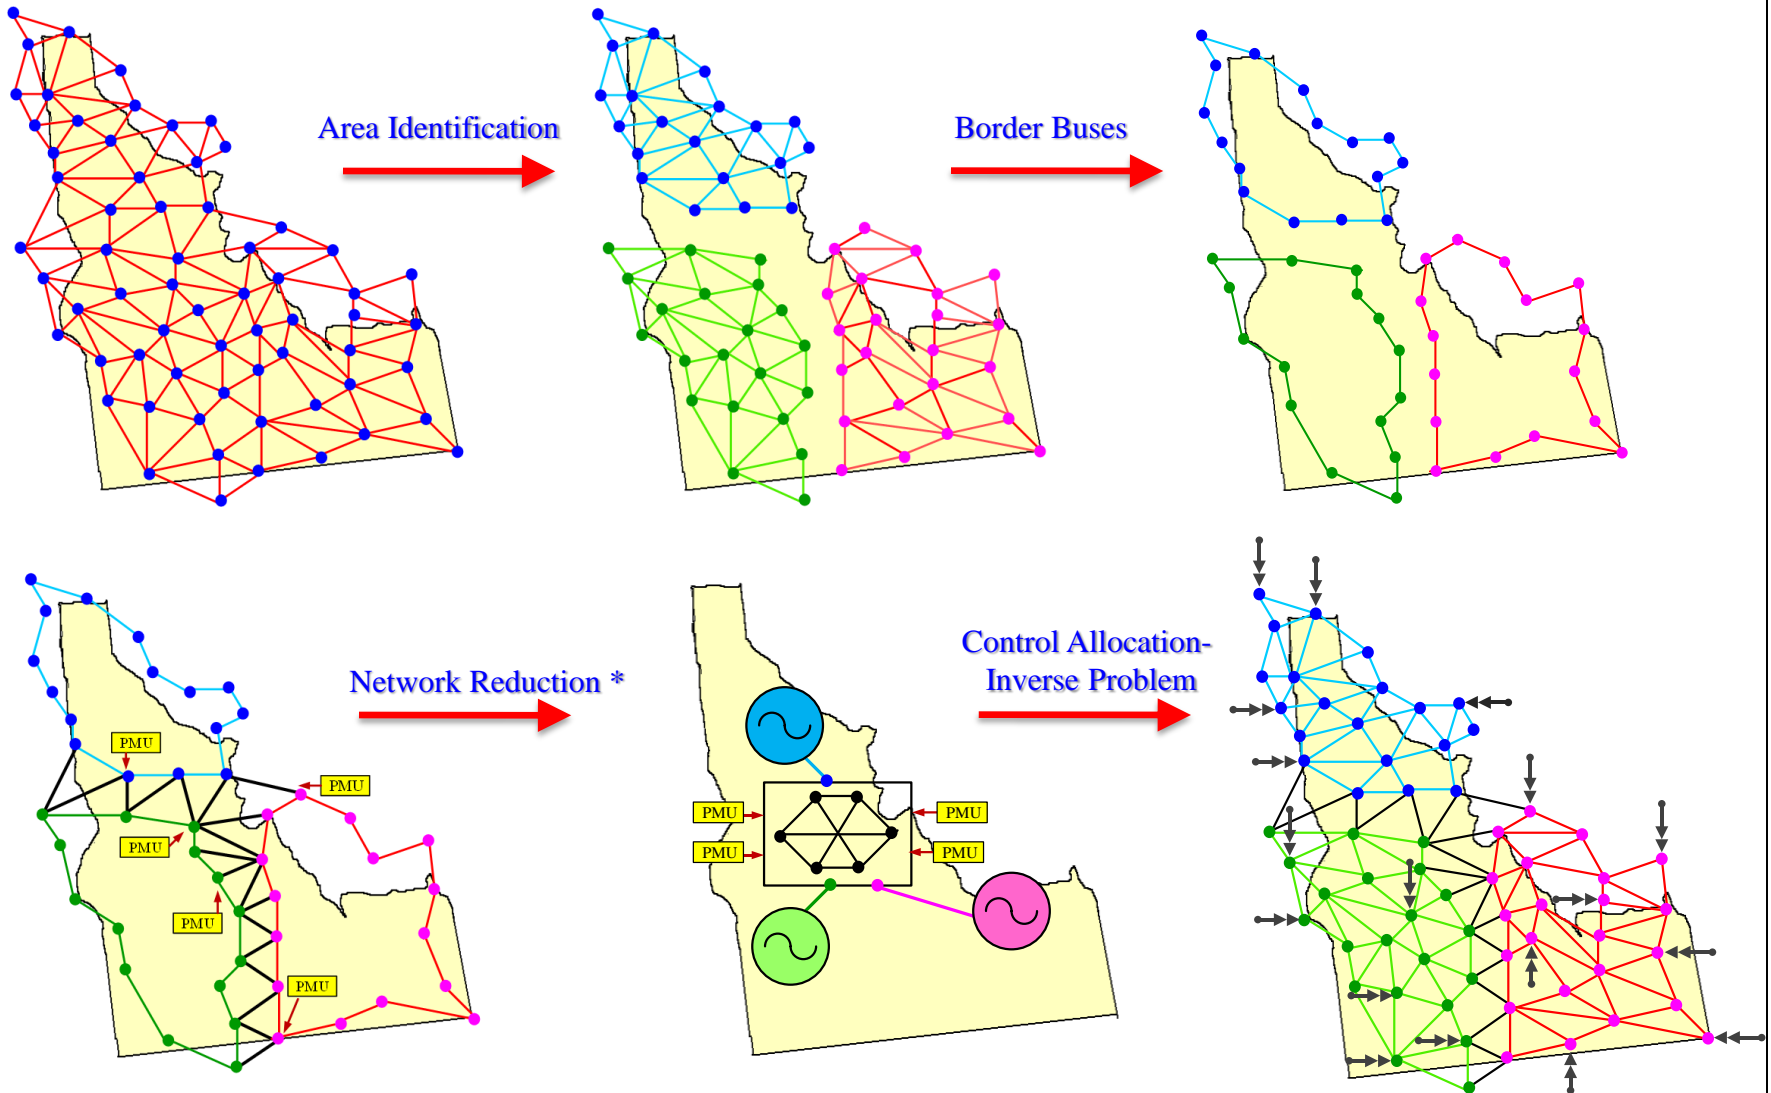 Area Identification
Border Buses
Network Reduction *
Control Allocation-
Inverse Problem
PMU
PMU
PMU
PMU
PMU
PMU
PMU
PMU
PMU